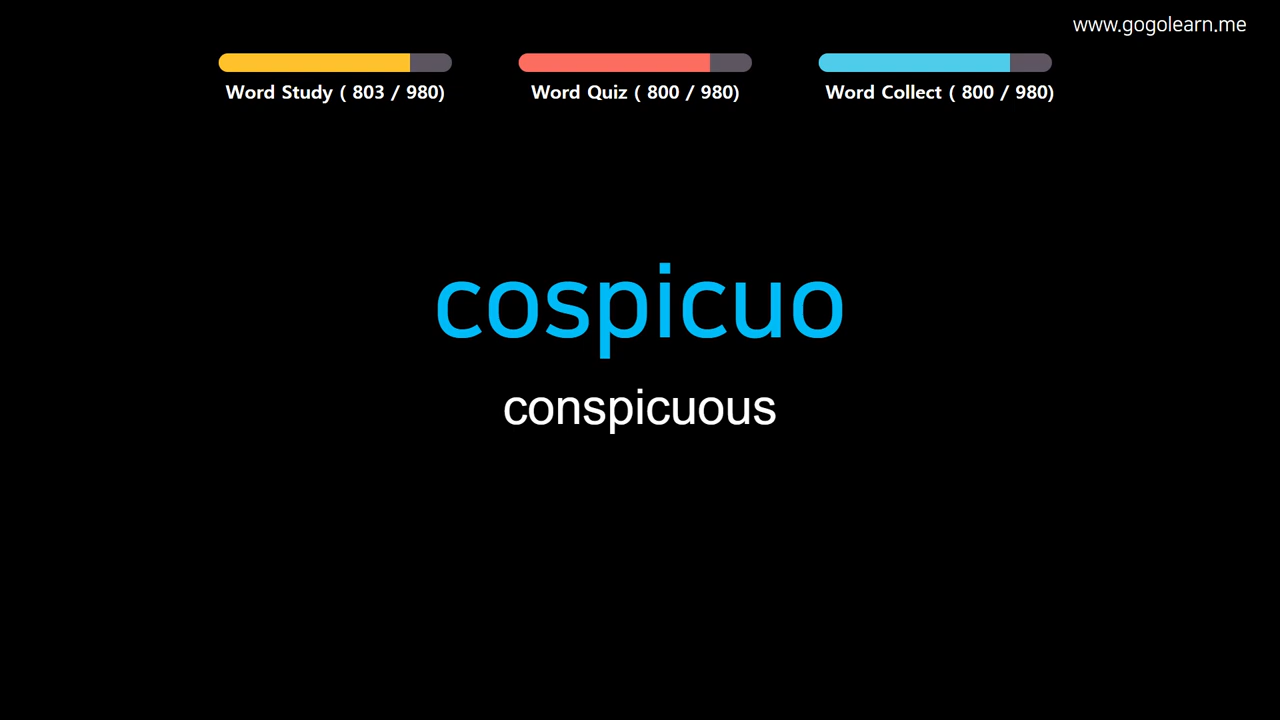 www.gogolearn.me
Word Study ( 803 / 980)
Word Quiz ( 800 / 980)
Word Collect ( 800 / 980)
cospicuo
conspicuous